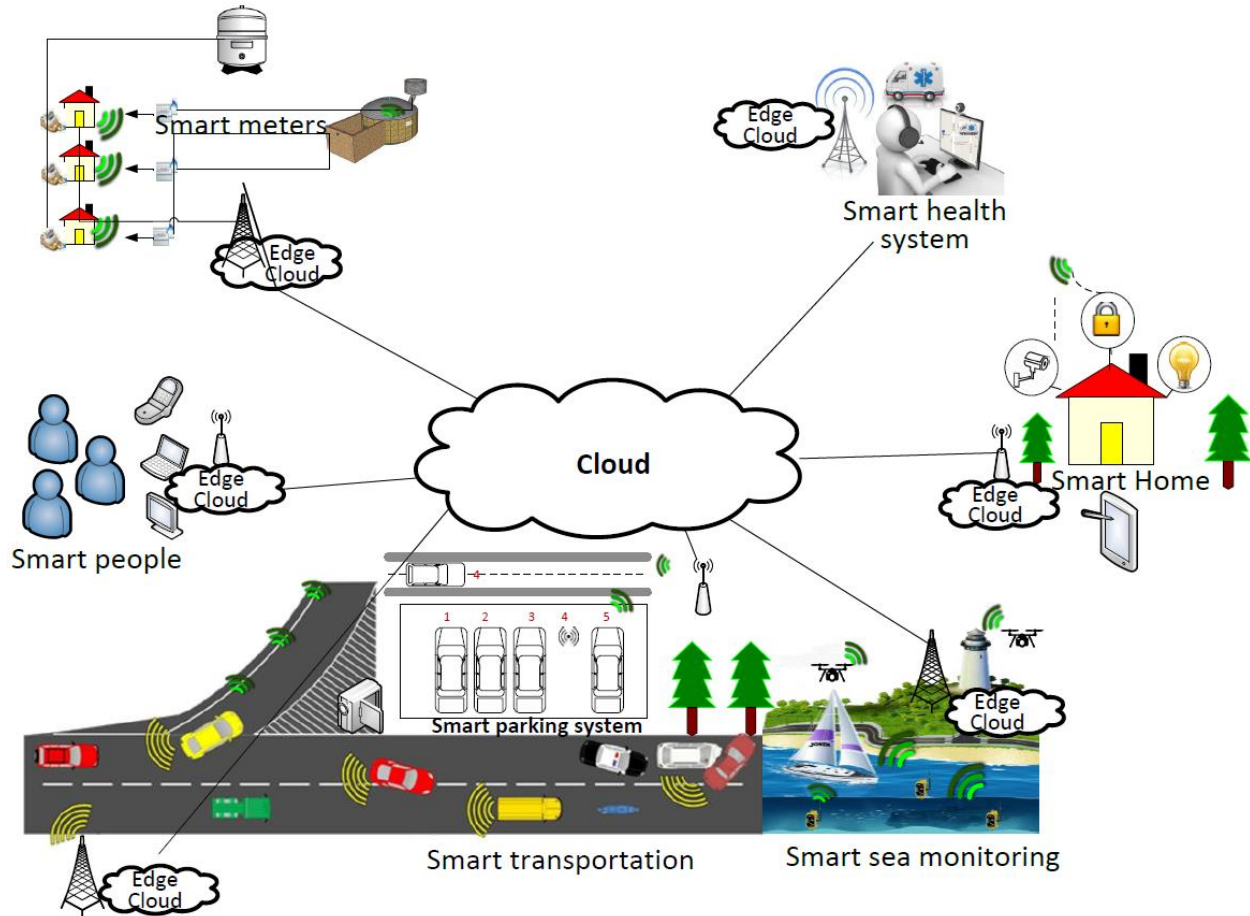 Smart meters
Edge
Cloud
Edge
Cloud
Smart health
system
Edge
Cloud
Smart people
Cloud
Edge
Cloud
Smart Home
4
1 2 3 4 5
Smart parking system
Edge
Cloud
Smart transportation
Smart sea monitoring
Edge
Cloud